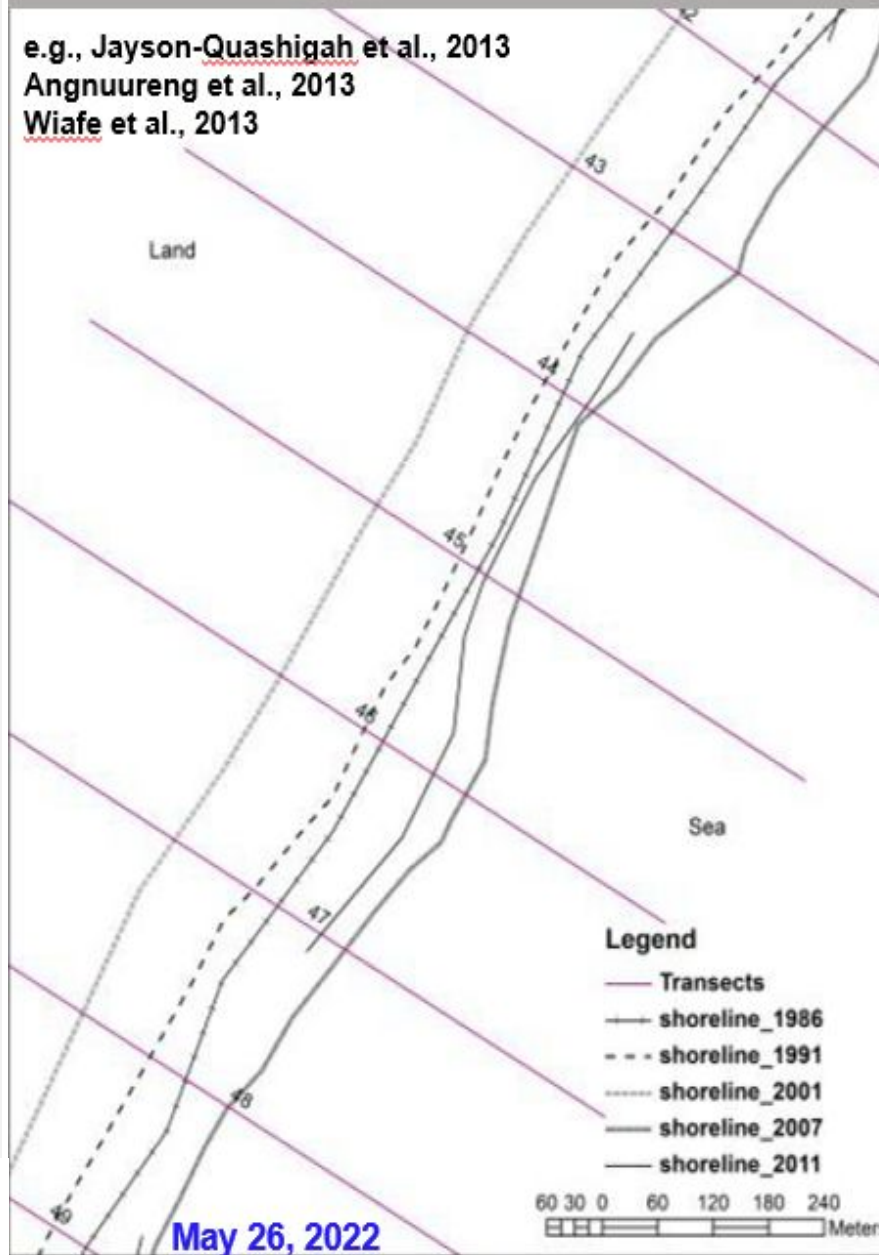 e.g., Jayson-Quashigah et al., 2013
Angnuureng et al., 2013
Wiafe et al., 2013
42
43
Land
44
45
46
Sea
47
Legend
Transects
shoreline_1986
shoreline_1991
shoreline_2001
shoreline_2007
shoreline_2011
48
49
60 30 0 60 120 180 240
Meter
May 26, 2022